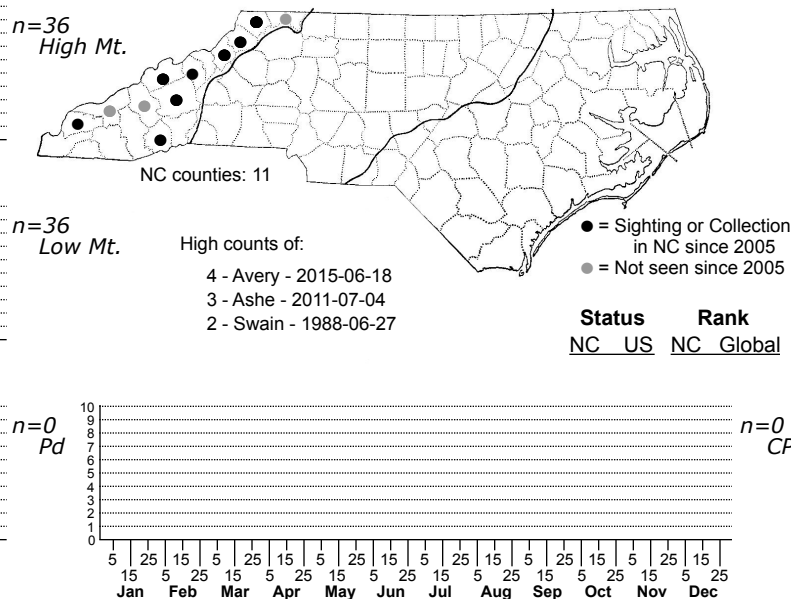 n=36
High Mt.
NC counties: 11
n=36
Low Mt.
High counts of:
4 - Avery - 2015-06-18
3 - Ashe - 2011-07-04
2 - Swain - 1988-06-27
● = Sighting or Collection
in NC since 2005
● = Not seen since 2005
Status Rank
NC US NC Global
n=0
Pd
10
9
8
7
6
5
4
3
2
1
0
n=0
CP
5 25 15 5 25 15 5 25 15 5 25 15 5 25 15 5 25 15
15 5 25 15 5 25 15 5 25 15 5 25 15 5 25 15 5 25
Jan Feb Mar Apr May Jun Jul Aug Sep Oct Nov Dec